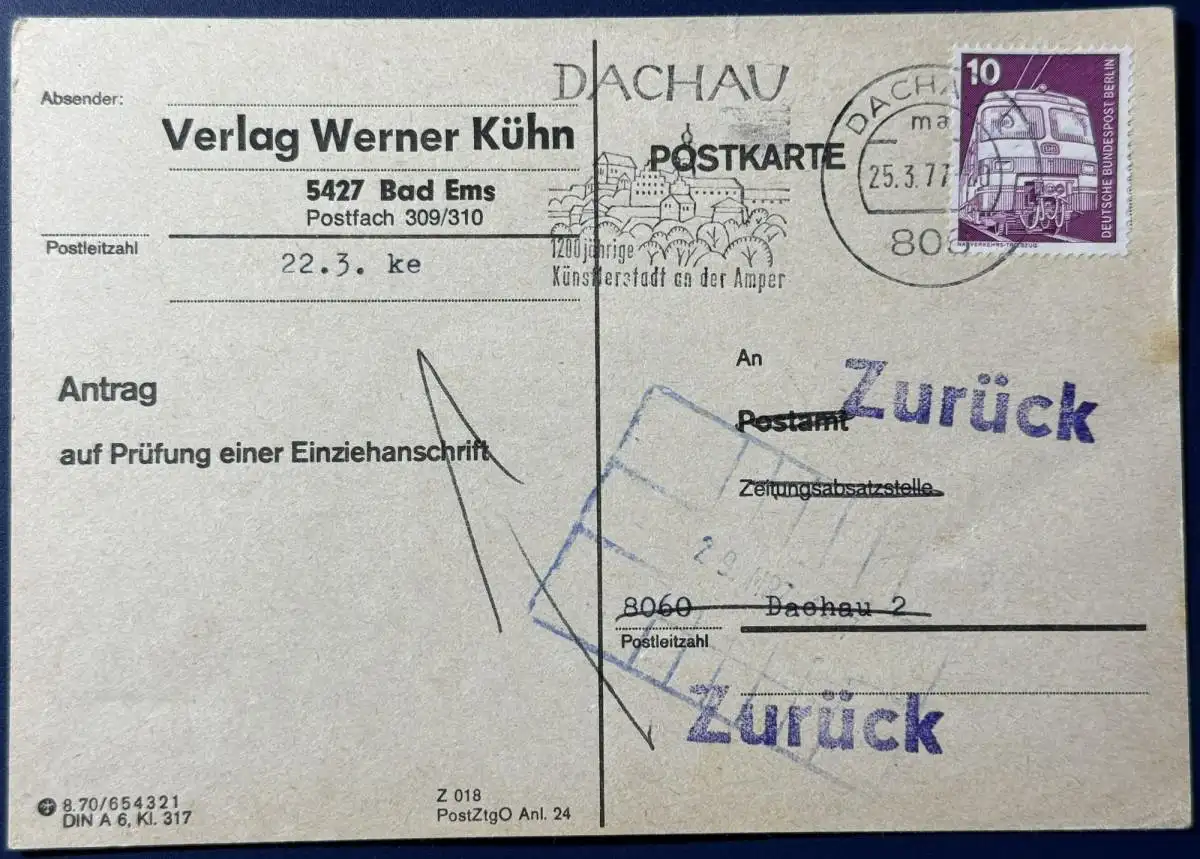 Absender:
Verlag Werner Kühn
5427 Bad Ems
Postfach 309/310
Postleitzahl
22.3. ke
DACHAU
POSTKARTE
1200jährige
Künstlerstadt an der Amper
25.3.77
10
DEUTSCHE BUNDESPOST BERLIN
NAHVERKEHRS-TRIEBZUG
Antrag
auf Prüfung einer Einziehanschrift
An
Zurück
Postamt
Zeitungsabsatzstelle
8060 Dachau 2
Postleitzahl
Zurück
8.70/654321
DIN A 6, Kl. 317
Z 018
PostZtgO Anl. 24